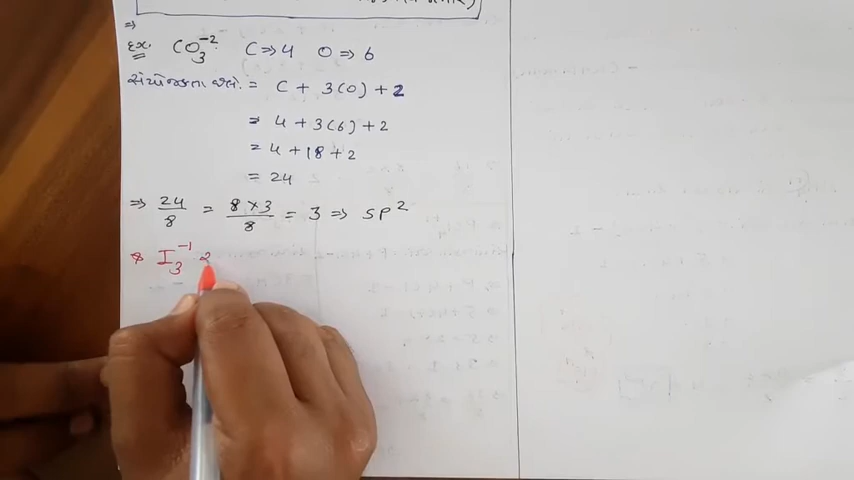 ⇒
Ex: CO₃⁻² C⇒4 O⇒6
સંયોજકતા ઇલે. = C + 3(O) + 2
= 4 + 3(6) + 2
= 4 + 18 + 2
= 24
⇒ 24/8 = 8×3/8 = 3 ⇒ SP²
* I₃⁻¹